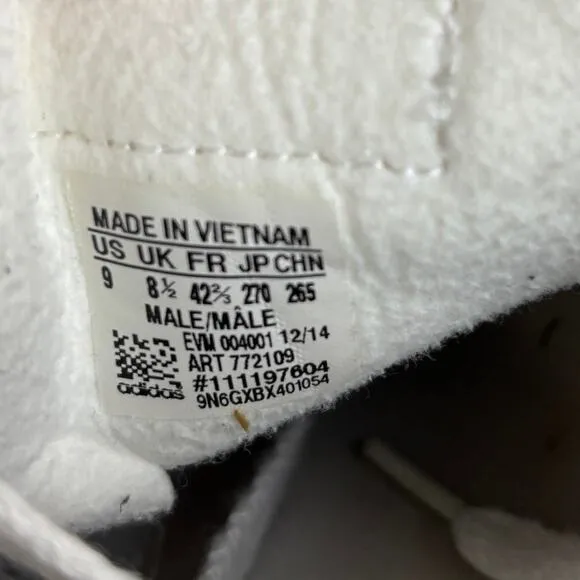 MADE IN VIETNAM
US UK FR JP CHN
9 8½ 42⅔ 270 265
MALE/MÂLE
EVM 004001 12/14
ART 772109
#111197604
adidas 9N6GXBX401054